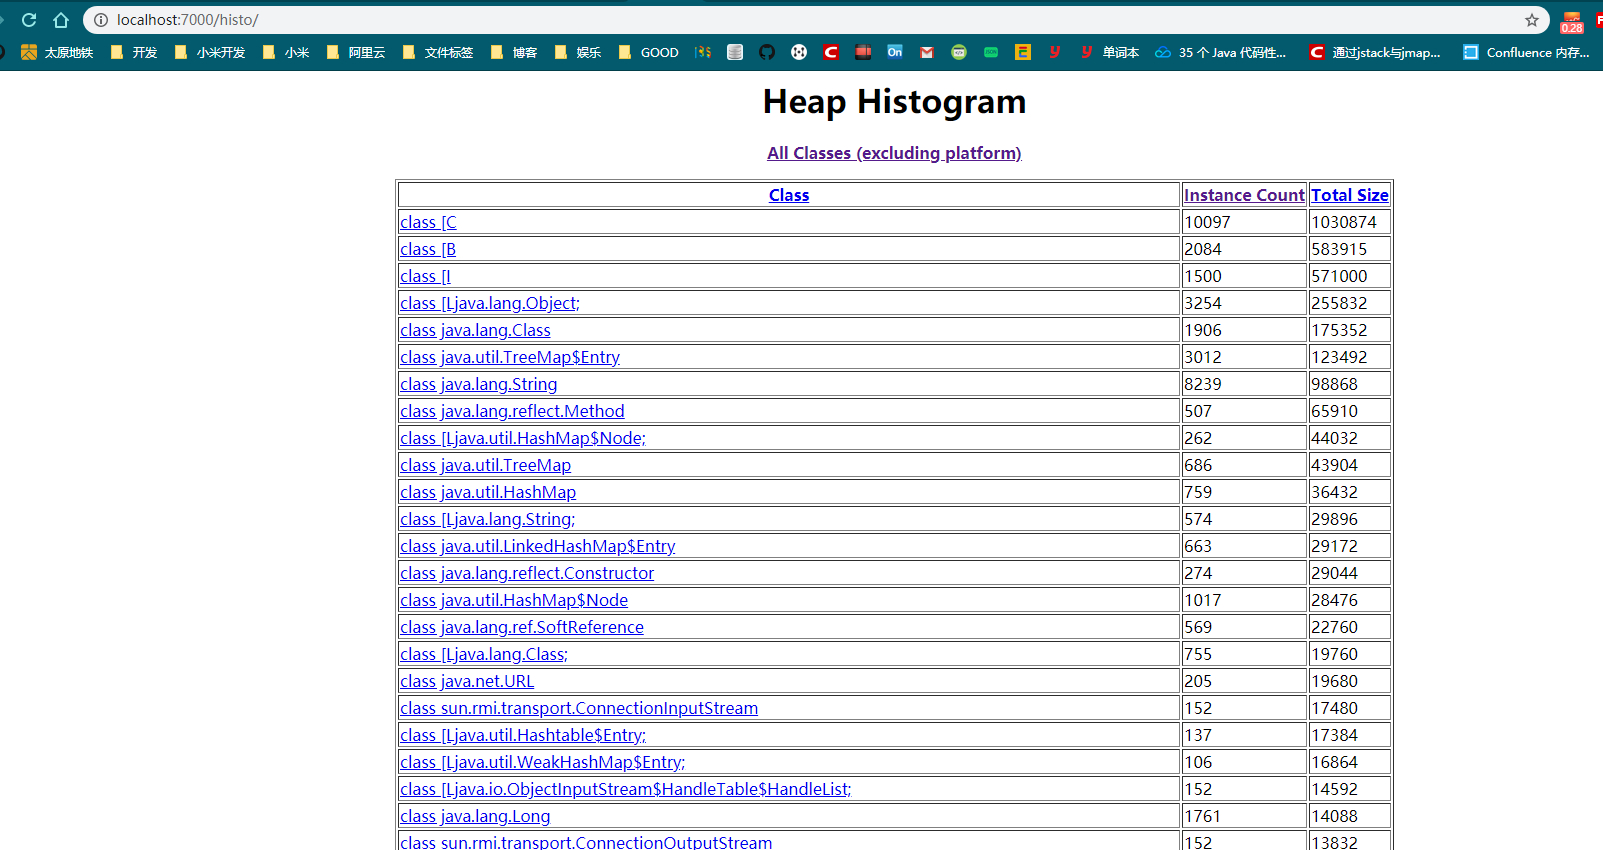 localhost:7000/histo/
0.28
太原地铁 开发 小米开发 小米 阿里云 文件标签 博客 娱乐 GOOD On 单词本 35 个 Java 代码性... 通过jstack与jmap... Confluence 内存...
Heap Histogram
All Classes (excluding platform)
Class Instance Count Total Size
class [C 10097 1030874
class [B 2084 583915
class [I 1500 571000
class [Ljava.lang.Object; 3254 255832
class java.lang.Class 1906 175352
class java.util.TreeMap$Entry 3012 123492
class java.lang.String 8239 98868
class java.lang.reflect.Method 507 65910
class [Ljava.util.HashMap$Node; 262 44032
class java.util.TreeMap 686 43904
class java.util.HashMap 759 36432
class [Ljava.lang.String; 574 29896
class java.util.LinkedHashMap$Entry 663 29172
class java.lang.reflect.Constructor 274 29044
class java.util.HashMap$Node 1017 28476
class java.lang.ref.SoftReference 569 22760
class [Ljava.lang.Class; 755 19760
class java.net.URL 205 19680
class sun.rmi.transport.ConnectionInputStream 152 17480
class [Ljava.util.Hashtable$Entry; 137 17384
class [Ljava.util.WeakHashMap$Entry; 106 16864
class [Ljava.io.ObjectInputStream$HandleTable$HandleList; 152 14592
class java.lang.Long 1761 14088
class sun.rmi.transport.ConnectionOutputStream 152 13832